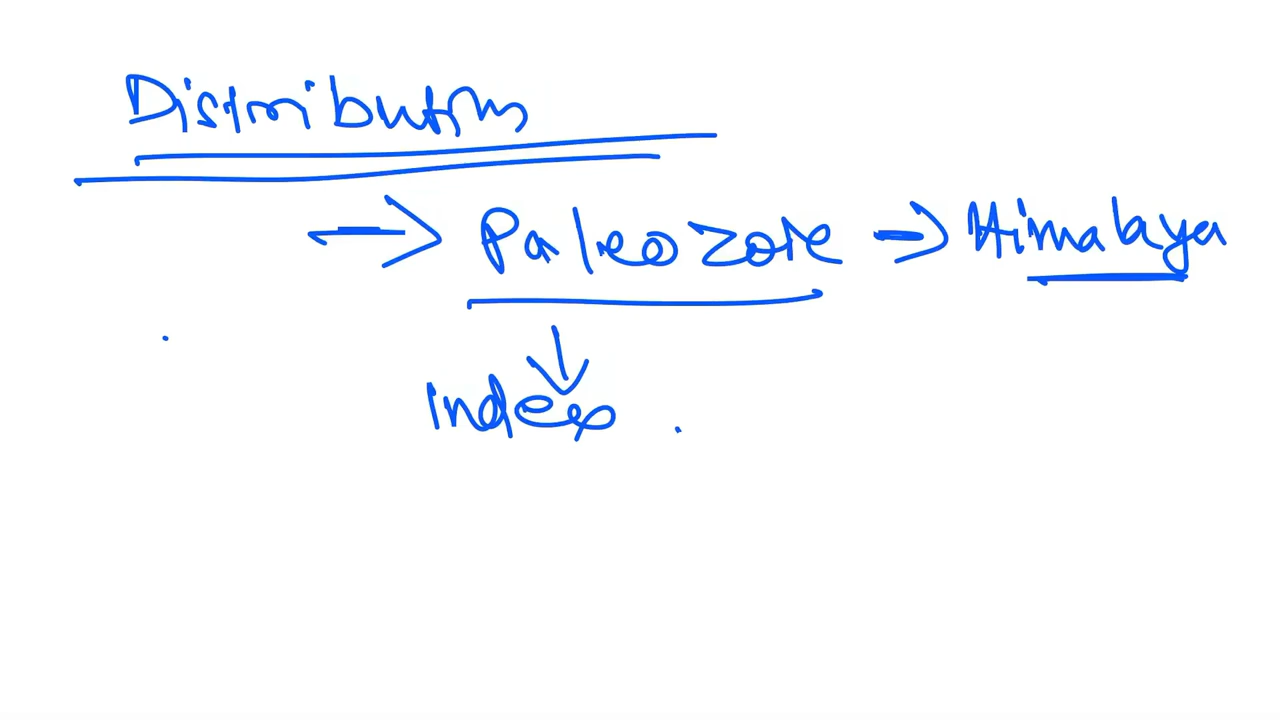 Distribution
→ Paleozoic → Himalaya
↓
Index